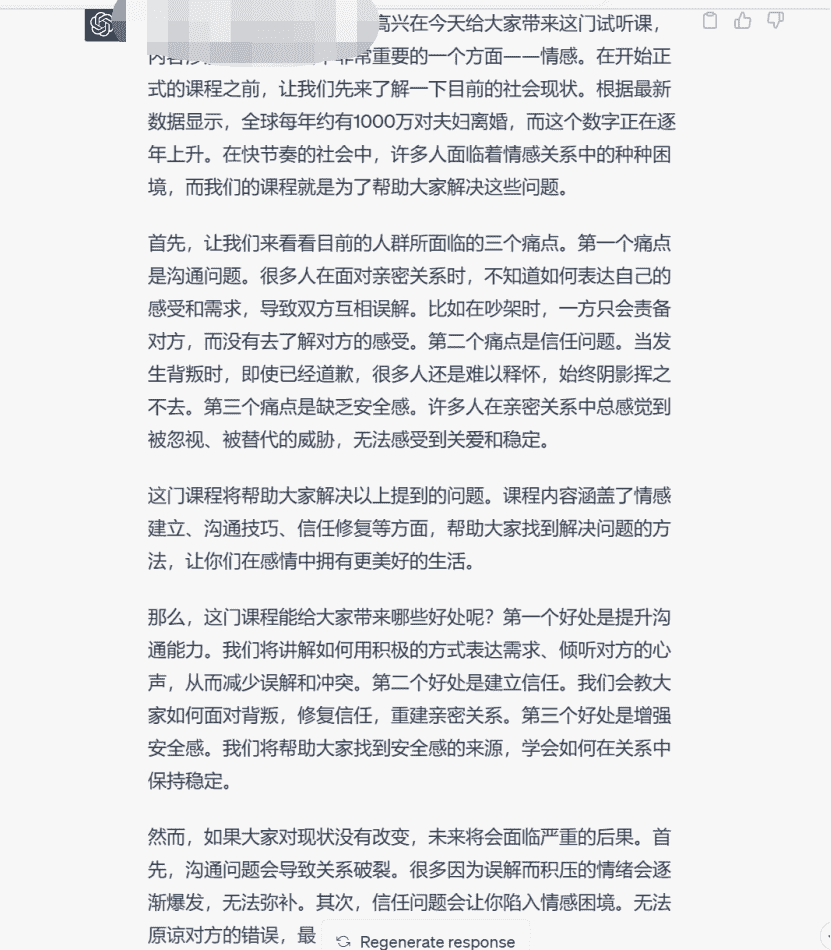 高兴在今天给大家带来这门试听课，
非常重要的一个方面——情感。在开始正
式的课程之前，让我们先来了解一下目前的社会现状。根据最新
数据显示，全球每年约有1000万对夫妇离婚，而这个数字正在逐
年上升。在快节奏的社会中，许多人面临着情感关系中的种种困
境，而我们的课程就是为了帮助大家解决这些问题。
首先，让我们来看看目前的人群所面临的三个痛点。第一个痛点
是沟通问题。很多人在面对亲密关系时，不知道如何表达自己的
感受和需求，导致双方互相误解。比如在吵架时，一方只会责备
对方，而没有去了解对方的感受。第二个痛点是信任问题。当发
生背叛时，即使已经道歉，很多人还是难以释怀，始终阴影挥之
不去。第三个痛点是缺乏安全感。许多人在亲密关系中总感觉到
被忽视、被替代的威胁，无法感受到关爱和稳定。
这门课程将帮助大家解决以上提到的问题。课程内容涵盖了情感
建立、沟通技巧、信任修复等方面，帮助大家找到解决问题的方
法，让你们在感情中拥有更美好的生活。
那么，这门课程能给大家带来哪些好处呢？第一个好处是提升沟
通能力。我们将讲解如何用积极的方式表达需求、倾听对方的心
声，从而减少误解和冲突。第二个好处是建立信任。我们会教大
家如何面对背叛，修复信任，重建亲密关系。第三个好处是增强
安全感。我们将帮助大家找到安全感的来源，学会如何在关系中
保持稳定。
然而，如果大家对现状没有改变，未来将会面临严重的后果。首
先，沟通问题会导致关系破裂。很多因为误解而积压的情绪会逐
渐爆发，无法弥补。其次，信任问题会让你陷入情感困境。无法
原谅对方的错误，最
Regenerate response